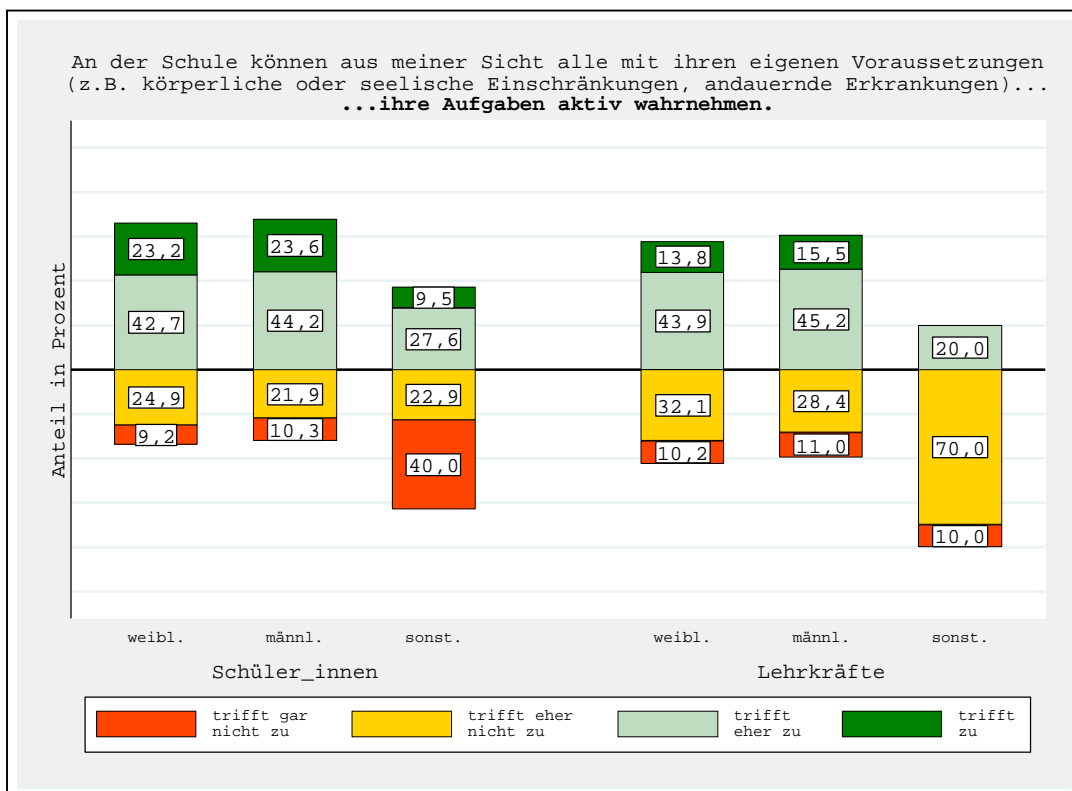 An der Schule können aus meiner Sicht alle mit ihren eigenen Voraussetzungen
(z.B. körperliche oder seelische Einschränkungen, andauernde Erkrankungen)...
...ihre Aufgaben aktiv wahrnehmen.
Anteil in Prozent
23,2
42,7
24,9
9,2
23,6
44,2
21,9
10,3
9,5
27,6
22,9
40,0
13,8
43,9
32,1
10,2
15,5
45,2
28,4
11,0
20,0
70,0
10,0
weibl. männl. sonst. weibl. männl. sonst.
Schüler_innen Lehrkräfte
trifft gar
nicht zu
trifft eher
nicht zu
trifft
eher zu
trifft
zu